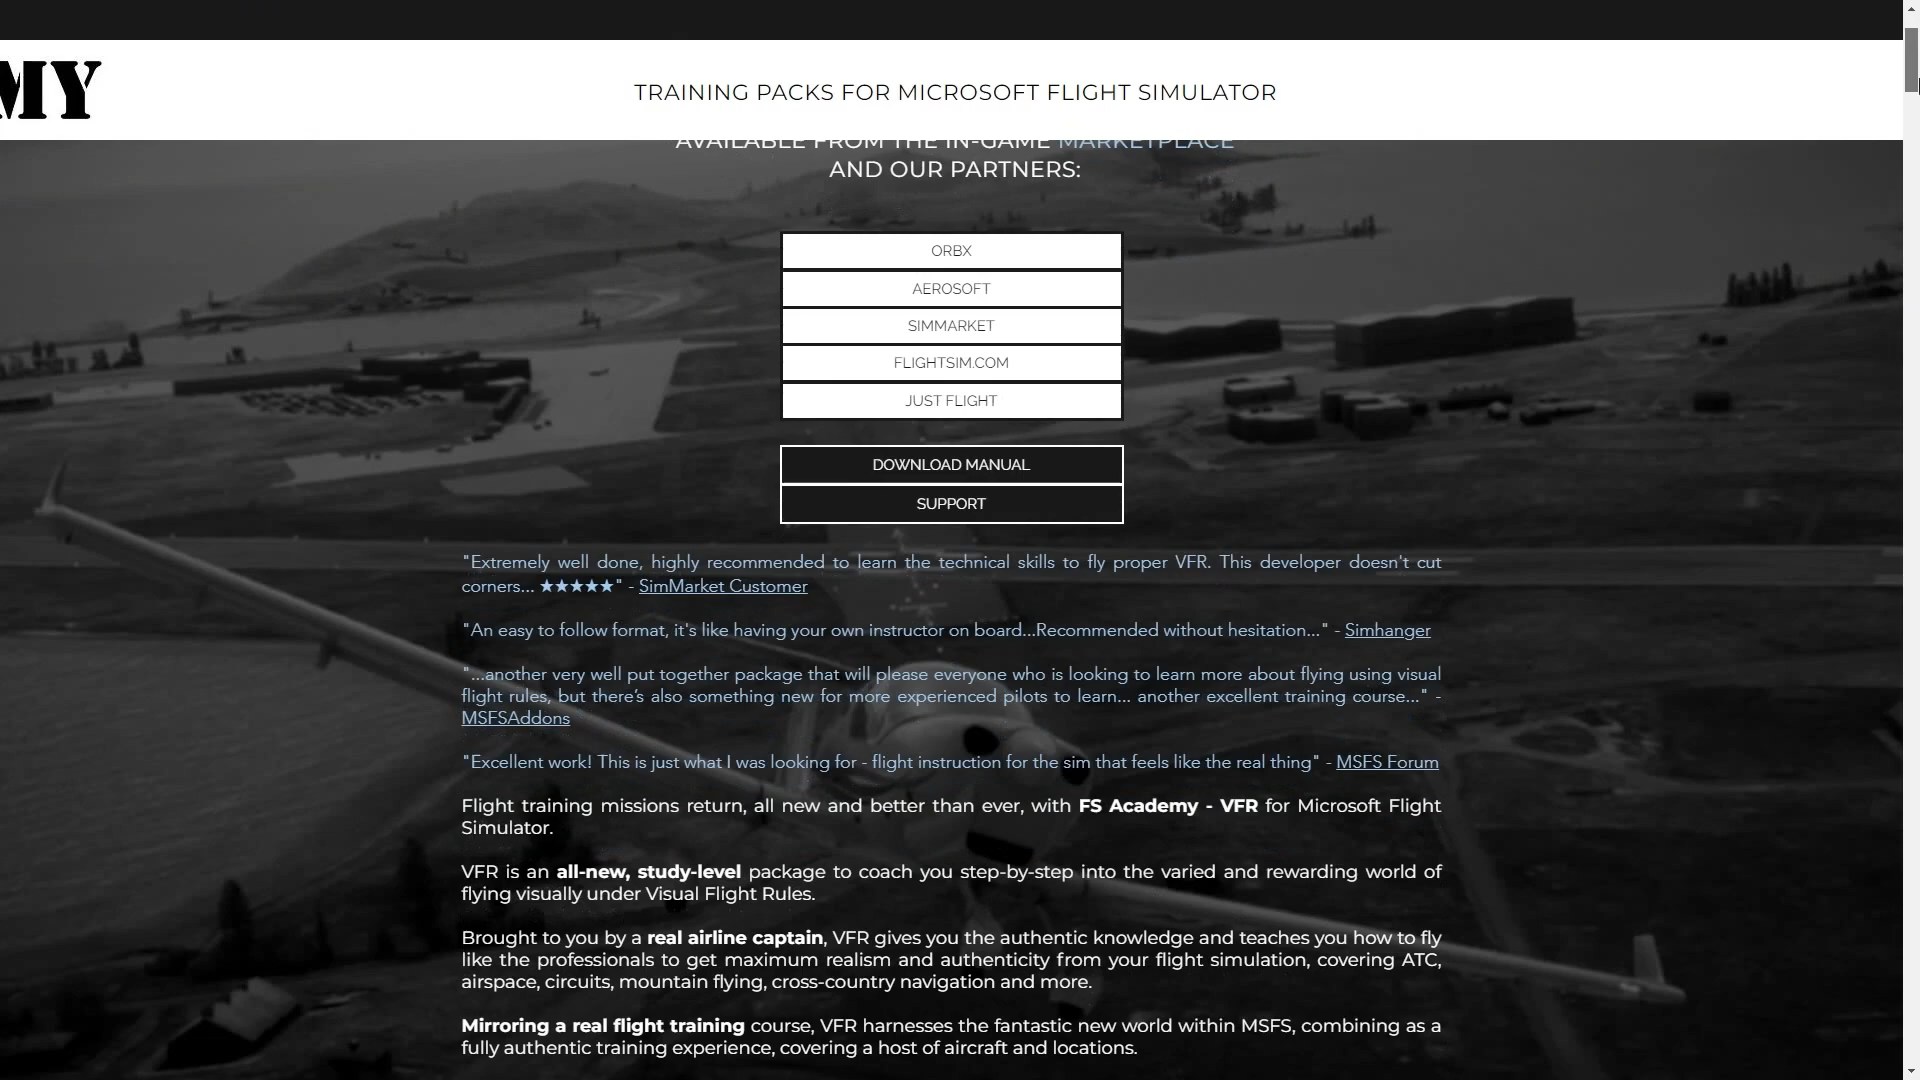 MY
TRAINING PACKS FOR MICROSOFT FLIGHT SIMULATOR
AVAILABLE FROM THE IN-GAME MARKETPLACE
AND OUR PARTNERS:
ORBX
AEROSOFT
SIMMARKET
FLIGHTSIM.COM
JUST FLIGHT
DOWNLOAD MANUAL
SUPPORT
"Extremely well done, highly recommended to learn the technical skills to fly proper VFR. This developer doesn't cut
corners... ★★★★★" - SimMarket Customer
"An easy to follow format, it's like having your own instructor on board...Recommended without hesitation..." - Simhanger
"...another very well put together package that will please everyone who is looking to learn more about flying using visual
flight rules, but there’s also something new for more experienced pilots to learn... another excellent training course..." -
MSFSAddons
"Excellent work! This is just what I was looking for - flight instruction for the sim that feels like the real thing" - MSFS Forum
Flight training missions return, all new and better than ever, with FS Academy - VFR for Microsoft Flight
Simulator.
VFR is an all-new, study-level package to coach you step-by-step into the varied and rewarding world of
flying visually under Visual Flight Rules.
Brought to you by a real airline captain, VFR gives you the authentic knowledge and teaches you how to fly
like the professionals to get maximum realism and authenticity from your flight simulation, covering ATC,
airspace, circuits, mountain flying, cross-country navigation and more.
Mirroring a real flight training course, VFR harnesses the fantastic new world within MSFS, combining as a
fully authentic training experience, covering a host of aircraft and locations.